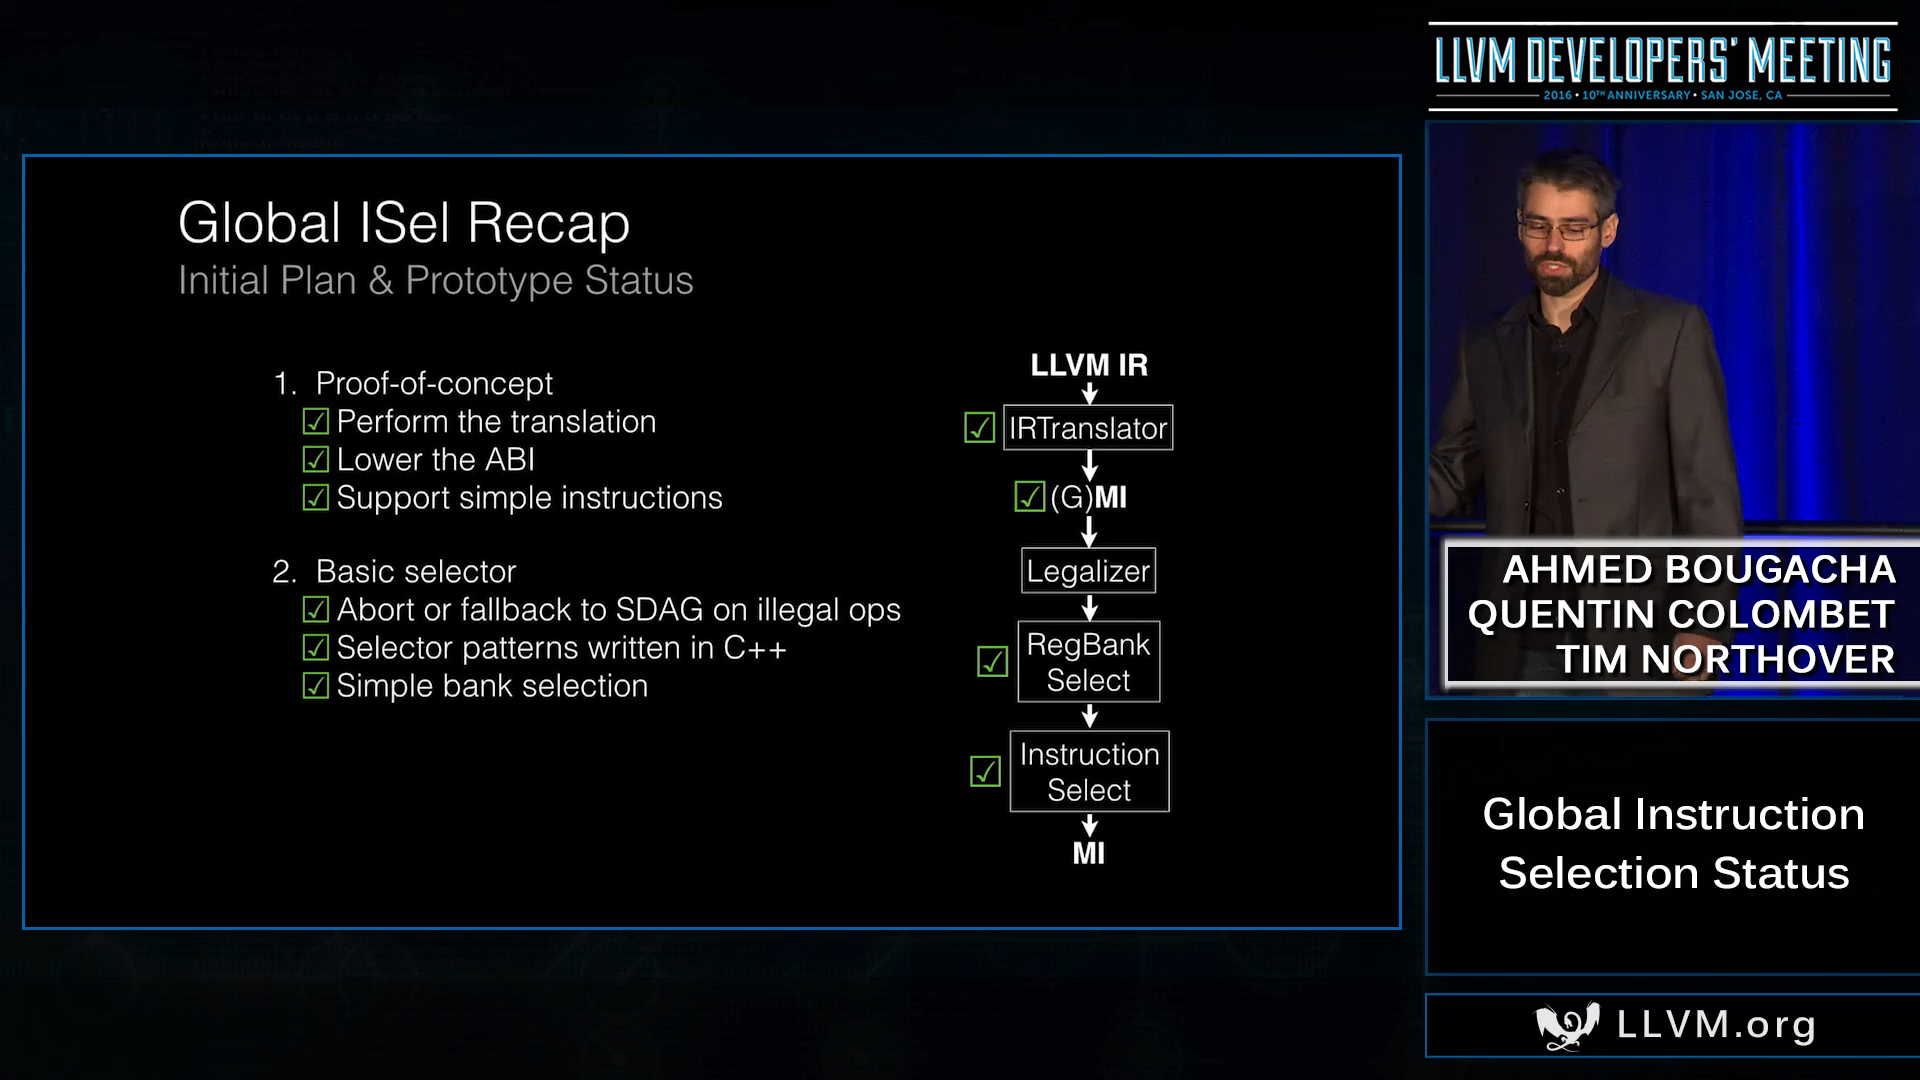 LLVM DEVELOPERS' MEETING
2016 • 10TH ANNIVERSARY • SAN JOSE, CA
Global ISel Recap
Initial Plan & Prototype Status
1. Proof-of-concept
Perform the translation
Lower the ABI
Support simple instructions
2. Basic selector
Abort or fallback to SDAG on illegal ops
Selector patterns written in C++
Simple bank selection
LLVM IR
IRTranslator
(G)MI
Legalizer
RegBank
Select
Instruction
Select
MI
AHMED BOUGACHA
QUENTIN COLOMBET
TIM NORTHOVER
Global Instruction
Selection Status
LLVM.org